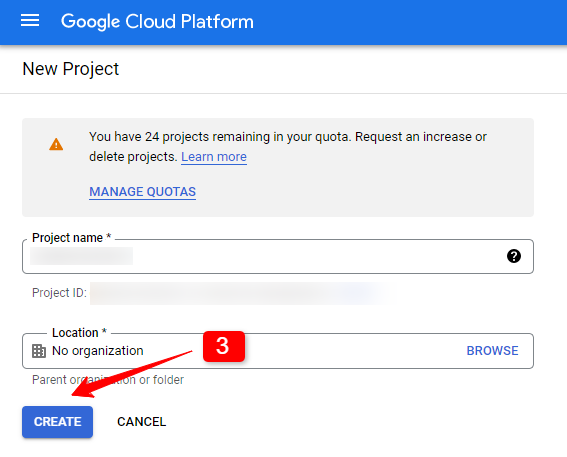 Google Cloud Platform
New Project
You have 24 projects remaining in your quota. Request an increase or
delete projects. Learn more
MANAGE QUOTAS
Project name *
Project ID:
Location *
No organization
BROWSE
3
Parent organization or folder
CREATE
CANCEL